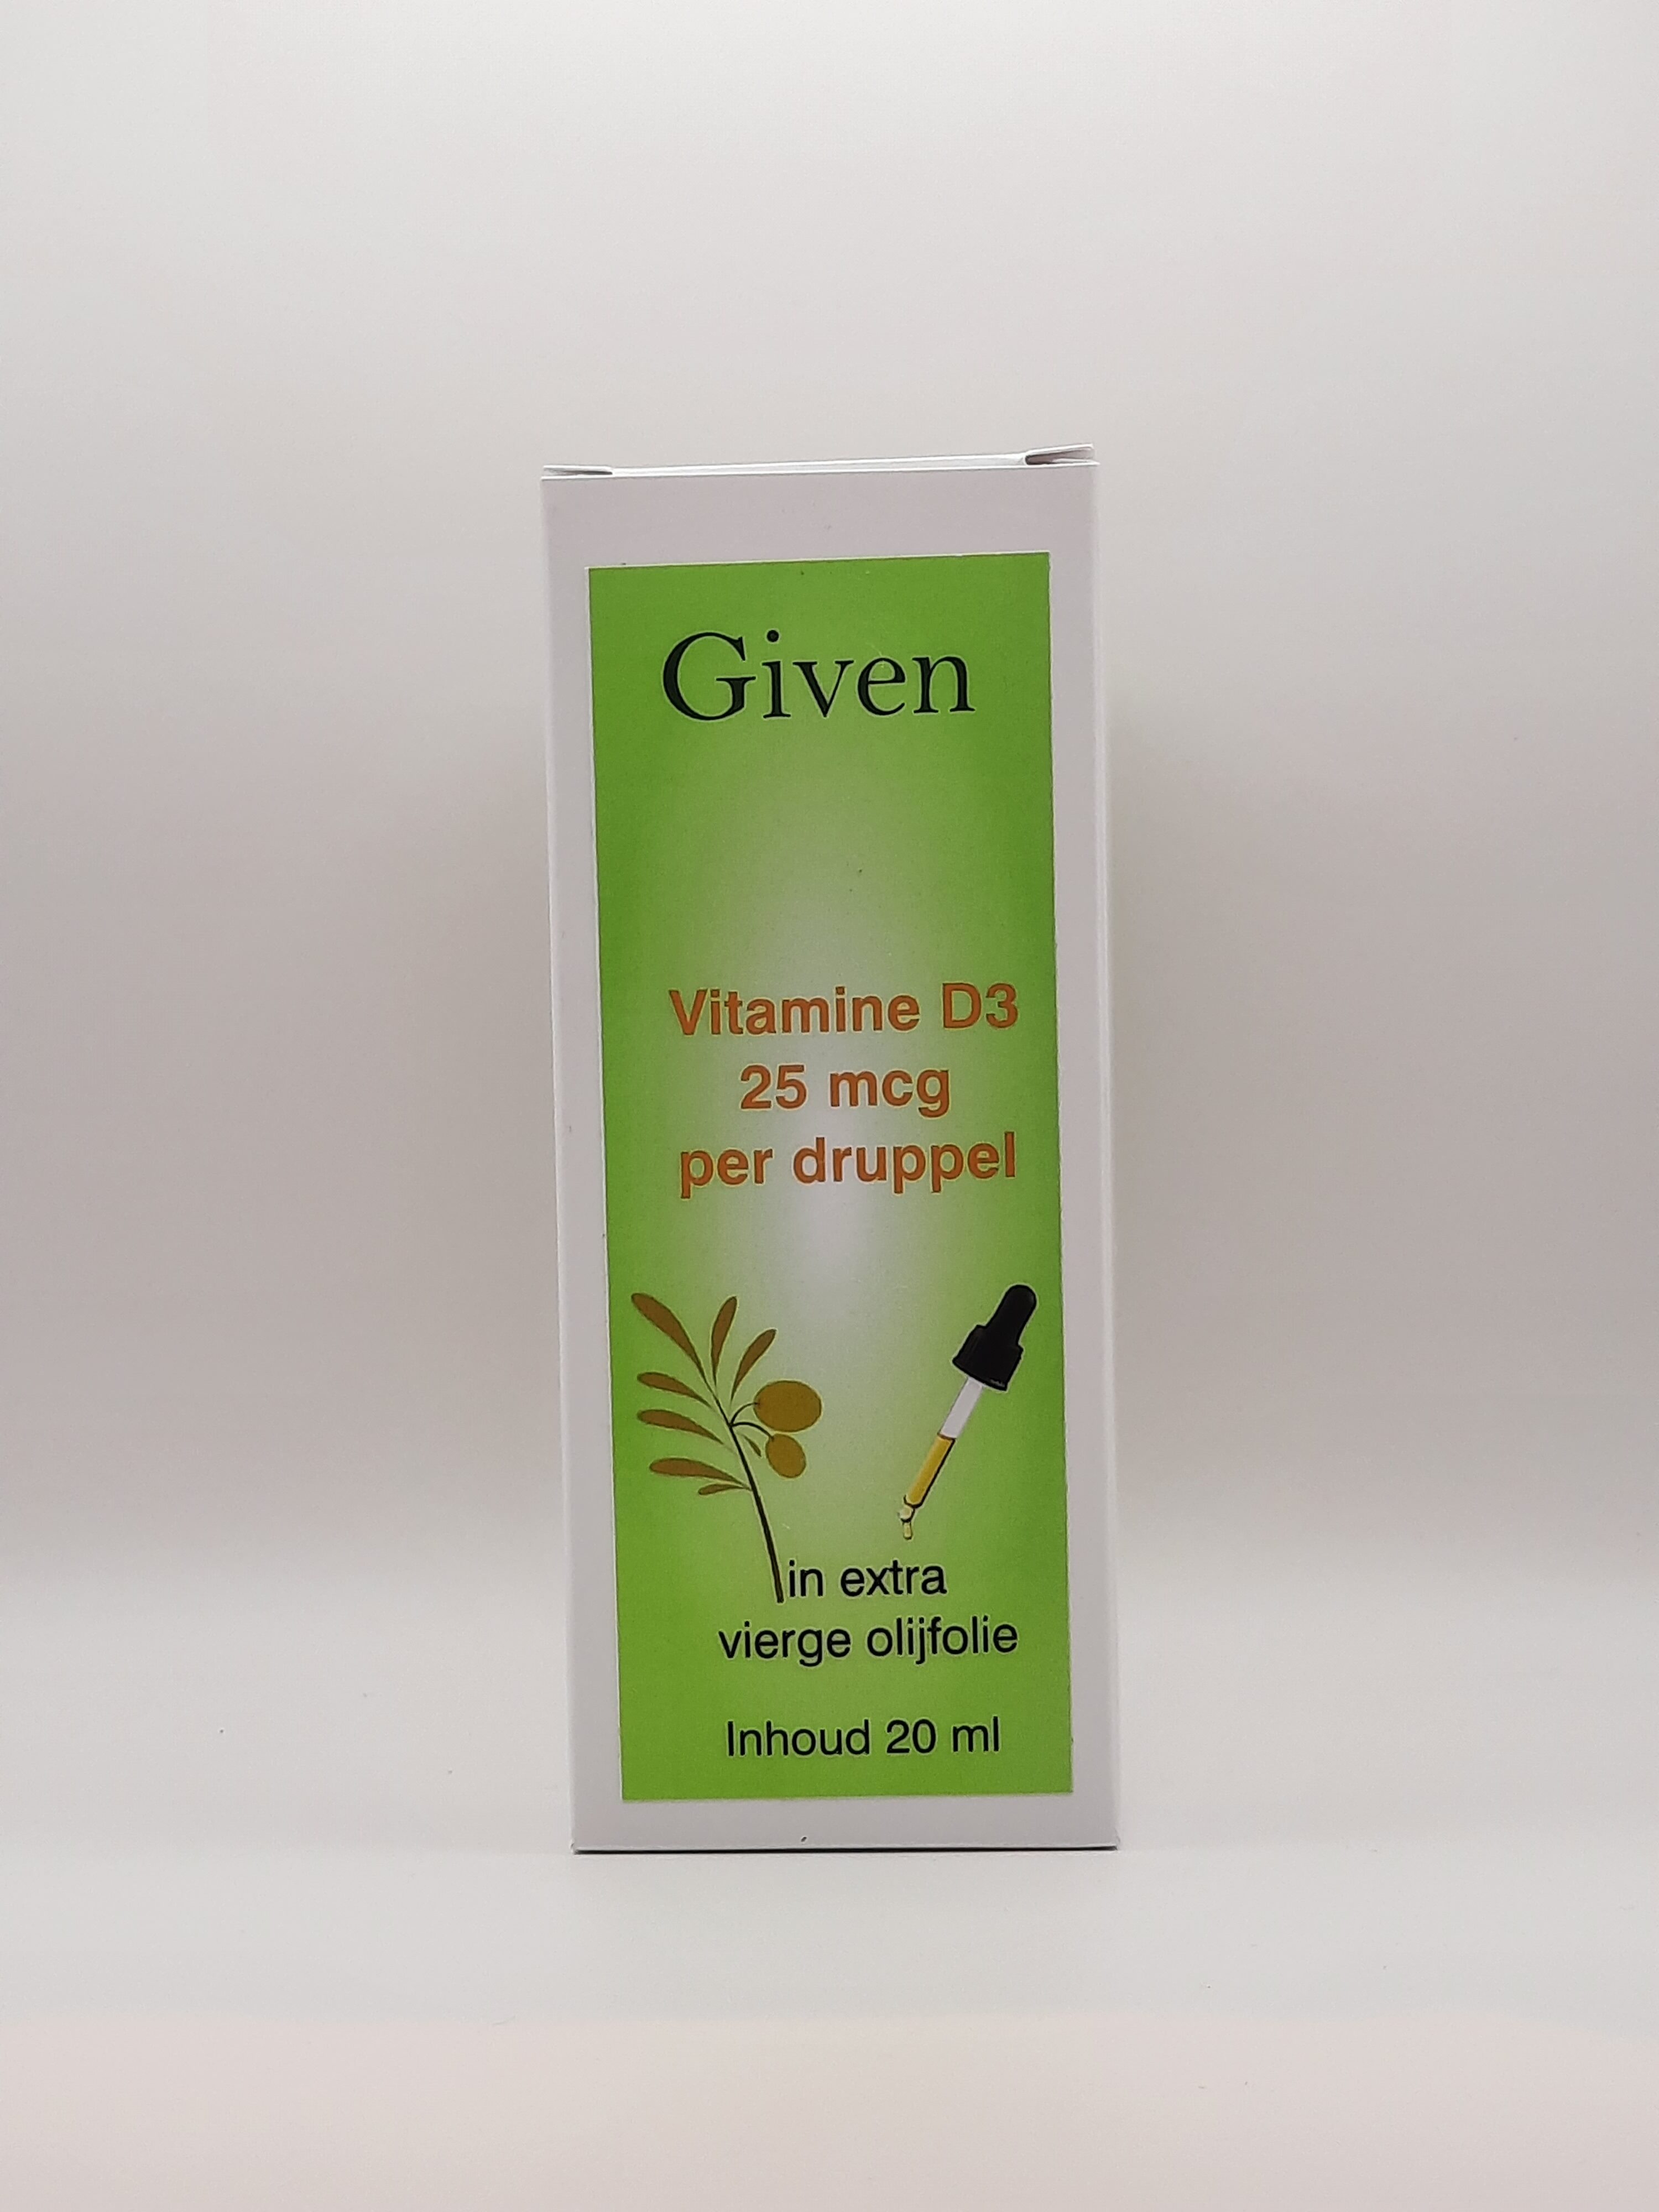 Given
Vitamine D3
25 mcg
per druppel
in extra
vierge olijfolie
Inhoud 20 ml